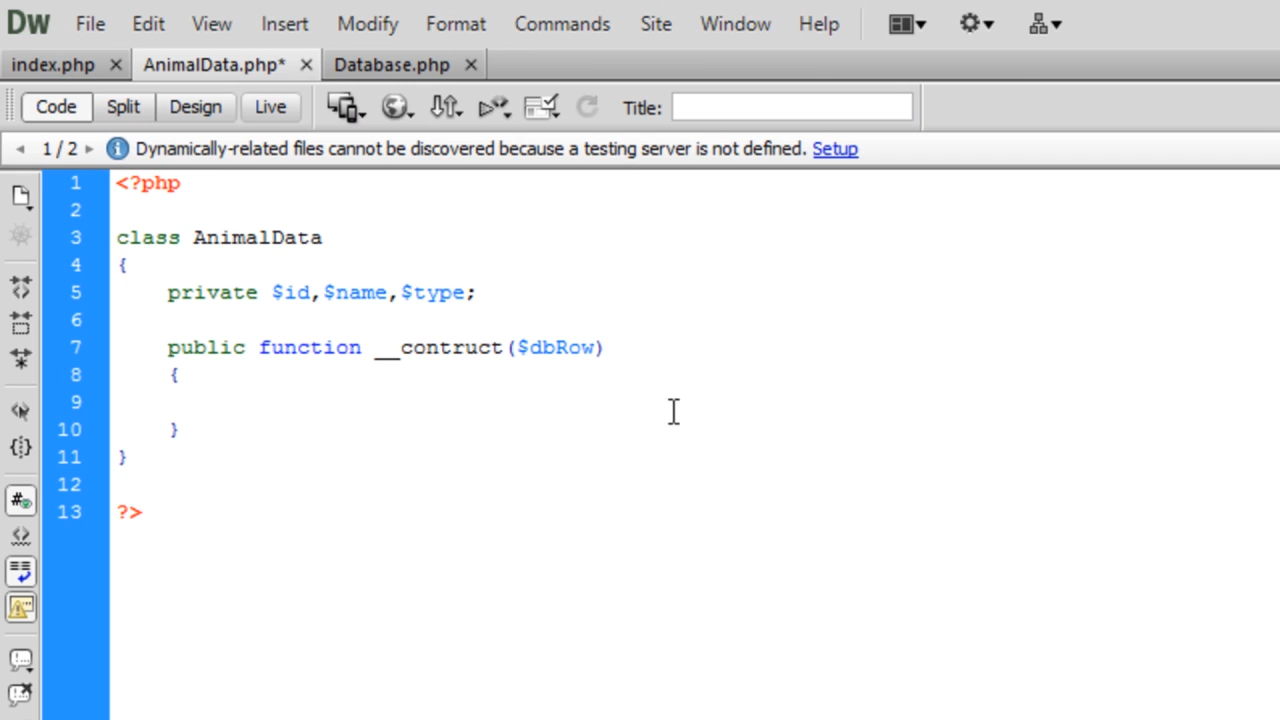 Dw File Edit View Insert Modify Format Commands Site Window Help
index.php AnimalData.php* Database.php
Code Split Design Live Title:
1 / 2 Dynamically-related files cannot be discovered because a testing server is not defined. Setup
1 <?php
2
3 class AnimalData
4 {
5 private $id,$name,$type;
6
7 public function __contruct($dbRow)
8 {
9
10 }
11 }
12
13 ?>